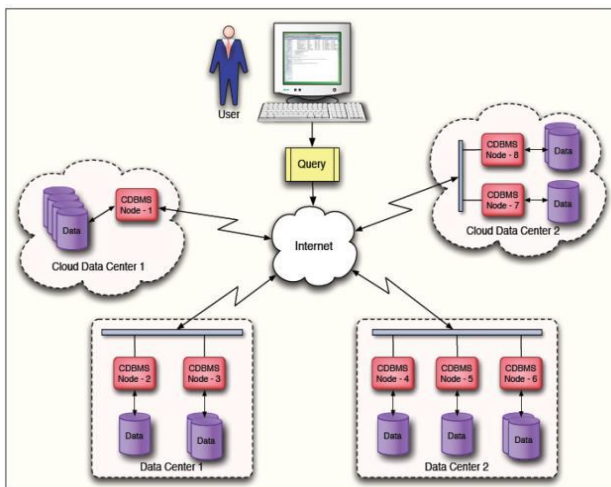 User
Query
Internet
CDBMS
Node - 1
Data
Cloud Data Center 1
CDBMS
Node - 8
Data
CDBMS
Node - 7
Data
Cloud Data Center 2
CDBMS
Node - 2
CDBMS
Node - 3
Data
Data
Data Center 1
CDBMS
Node - 4
CDBMS
Node - 5
CDBMS
Node - 6
Data
Data
Data
Data Center 2